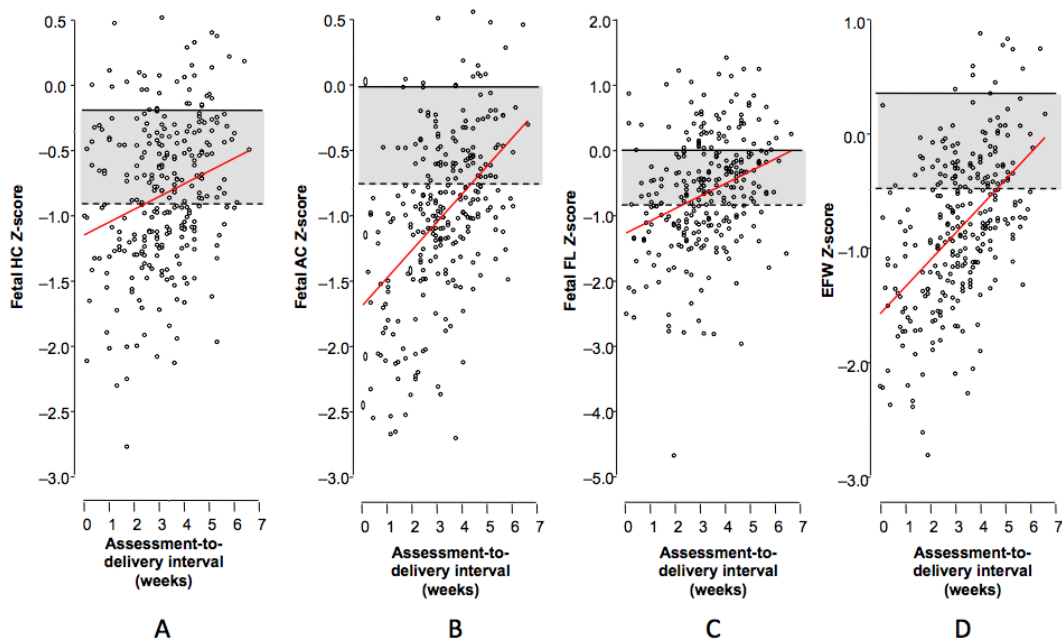 Fetal HC Z-score
0.5
0.0
–0.5
–1.0
–1.5
–2.0
–2.5
–3.0
0 1 2 3 4 5 6 7
Assessment-to-
delivery interval
(weeks)
A
Fetal AC Z-score
0.5
0.0
–0.5
–1.0
–1.5
–2.0
–2.5
–3.0
0 1 2 3 4 5 6 7
Assessment-to-
delivery interval
(weeks)
B
Fetal FL Z-score
2.0
1.0
0.0
–1.0
–2.0
–3.0
–4.0
–5.0
0 1 2 3 4 5 6 7
Assessment-to-
delivery interval
(weeks)
C
EFW Z-score
1.0
0.0
–1.0
–2.0
–3.0
0 1 2 3 4 5 6 7
Assessment-to-
delivery interval
(weeks)
D